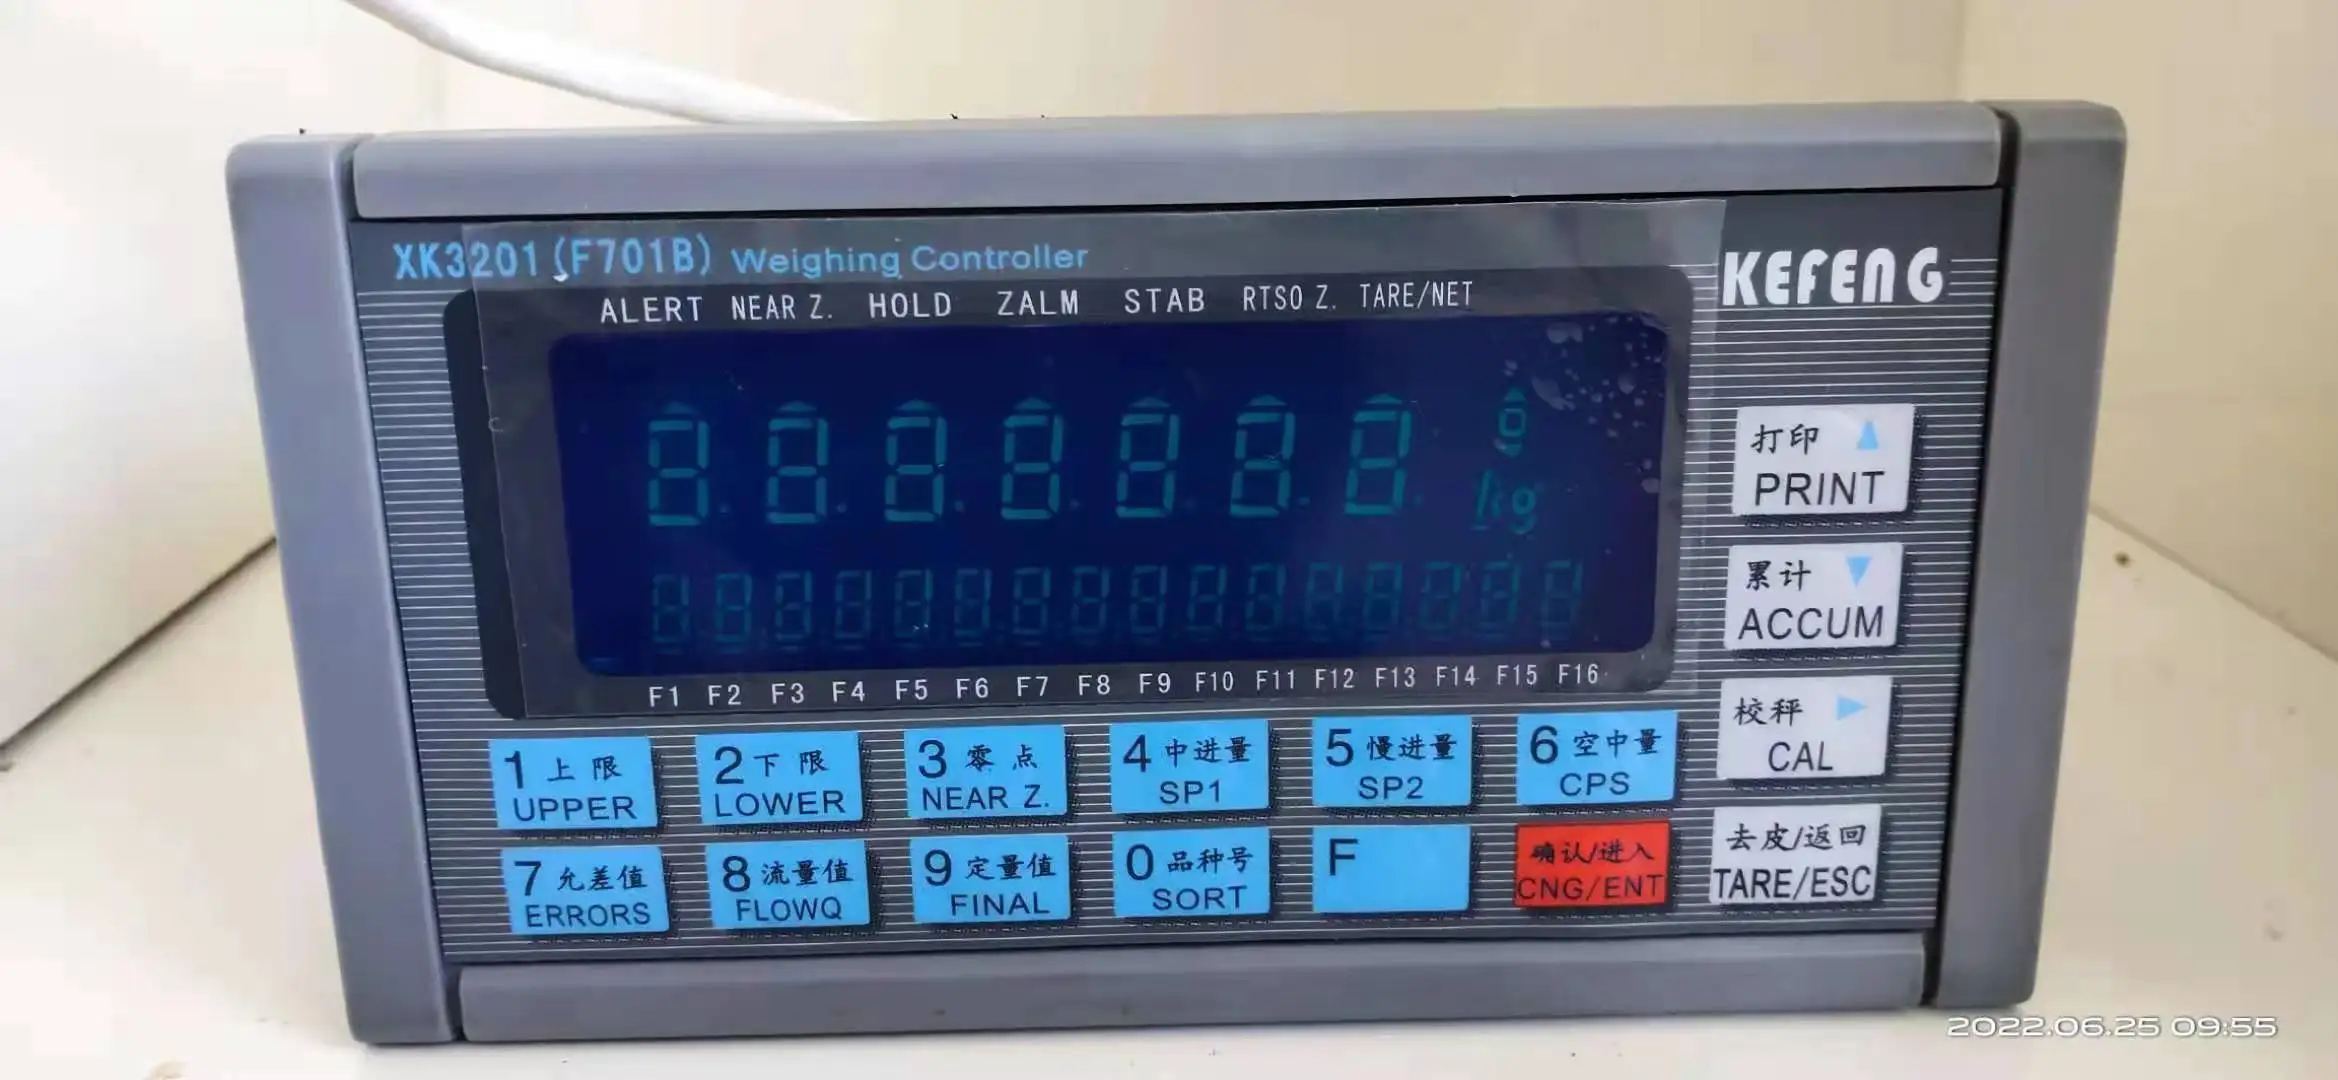 XK3201(F701B) Weighing Controller
KEFENG
ALERT NEAR Z. HOLD ZALM STAB RTSO Z. TARE/NET
8.8.8.8.8.8.8.
0
kg
8888888888888888
F1 F2 F3 F4 F5 F6 F7 F8 F9 F10 F11 F12 F13 F14 F15 F16
打印
PRINT
累计
ACCUM
校秤
CAL
去皮/返回
TARE/ESC
1 上限
UPPER
2 下限
LOWER
3 零点
NEAR Z.
4 中进量
SP1
5 慢进量
SP2
6 空中量
CPS
7 允差值
ERRORS
8 流量值
FLOWQ
9 定量值
FINAL
0 品种号
SORT
F
确认/进入
CNG/ENT
2022.06.25 09:55